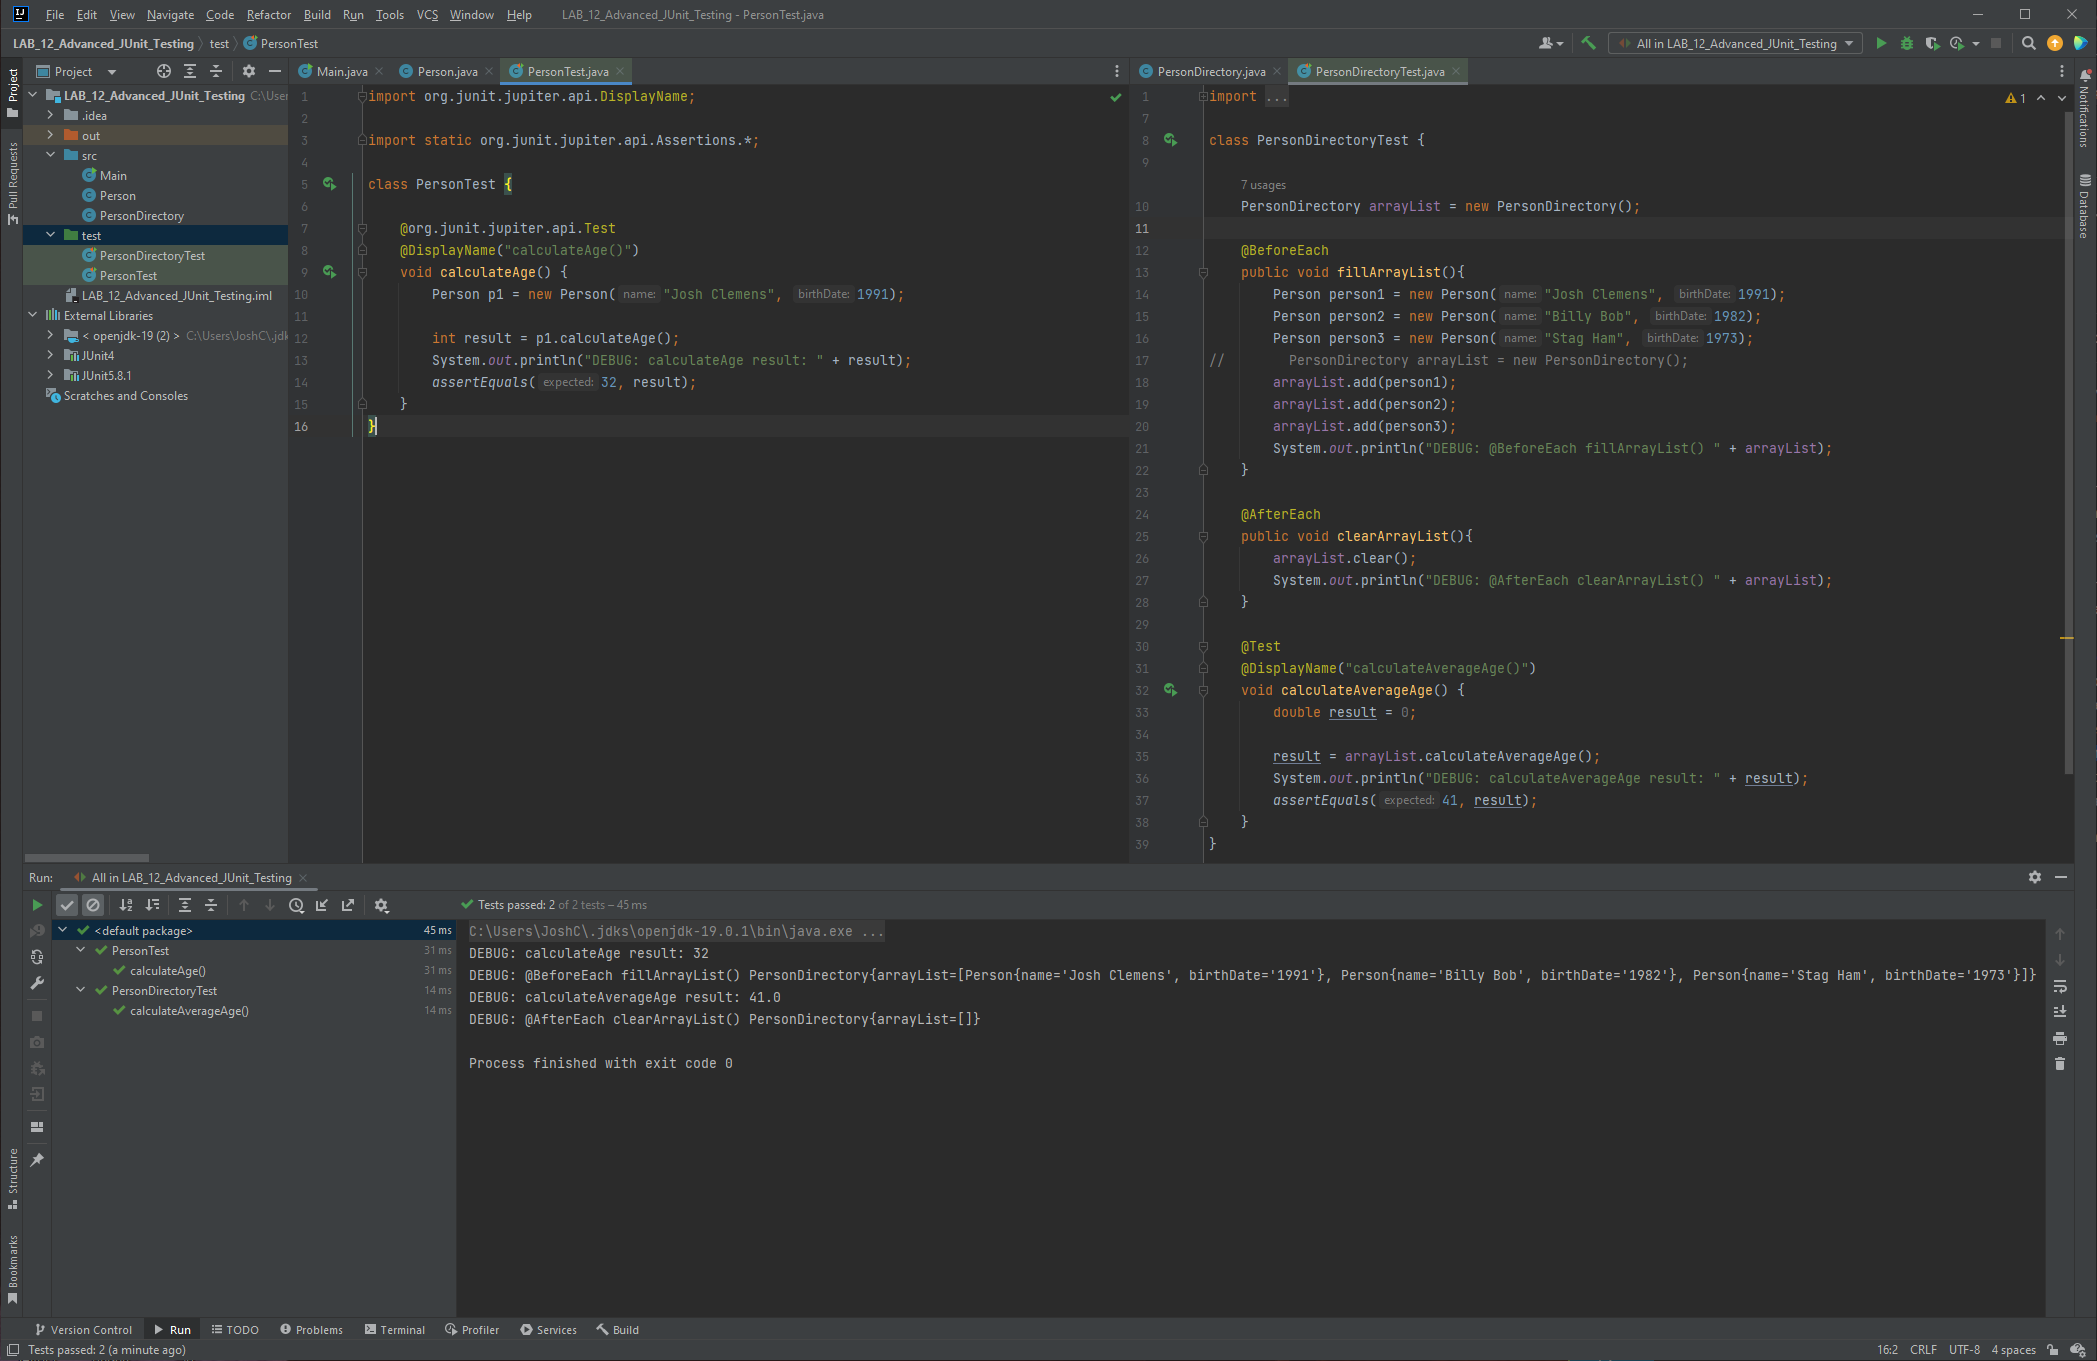 File Edit View Navigate Code Refactor Build Run Tools VCS Window Help LAB_12_Advanced_JUnit_Testing - PersonTest.java
LAB_12_Advanced_JUnit_Testing test PersonTest All in LAB_12_Advanced_JUnit_Testing
Project
Pull Requests
Structure
Bookmarks
Project
LAB_12_Advanced_JUnit_Testing C:\User
.idea
out
src
Main
Person
PersonDirectory
test
PersonDirectoryTest
PersonTest
LAB_12_Advanced_JUnit_Testing.iml
External Libraries
< openjdk-19 (2) > C:\Users\JoshC\.jdk
JUnit4
JUnit5.8.1
Scratches and Consoles
Main.java Person.java PersonTest.java
1 import org.junit.jupiter.api.DisplayName;
2
3 import static org.junit.jupiter.api.Assertions.*;
4
5 class PersonTest {
6
7 @org.junit.jupiter.api.Test
8 @DisplayName("calculateAge()")
9 void calculateAge() {
10 Person p1 = new Person( name: "Josh Clemens", birthDate: 1991);
11
12 int result = p1.calculateAge();
13 System.out.println("DEBUG: calculateAge result: " + result);
14 assertEquals( expected: 32, result);
15 }
16 }
PersonDirectory.java PersonDirectoryTest.java
1 import ... 1
7
8 class PersonDirectoryTest {
9
7 usages
10 PersonDirectory arrayList = new PersonDirectory();
11
12 @BeforeEach
13 public void fillArrayList(){
14 Person person1 = new Person( name: "Josh Clemens", birthDate: 1991);
15 Person person2 = new Person( name: "Billy Bob", birthDate: 1982);
16 Person person3 = new Person( name: "Stag Ham", birthDate: 1973);
17 // PersonDirectory arrayList = new PersonDirectory();
18 arrayList.add(person1);
19 arrayList.add(person2);
20 arrayList.add(person3);
21 System.out.println("DEBUG: @BeforeEach fillArrayList() " + arrayList);
22 }
23
24 @AfterEach
25 public void clearArrayList(){
26 arrayList.clear();
27 System.out.println("DEBUG: @AfterEach clearArrayList() " + arrayList);
28 }
29
30 @Test
31 @DisplayName("calculateAverageAge()")
32 void calculateAverageAge() {
33 double result = 0;
34
35 result = arrayList.calculateAverageAge();
36 System.out.println("DEBUG: calculateAverageAge result: " + result);
37 assertEquals( expected: 41, result);
38 }
39 }
Notifications
Database
Run: All in LAB_12_Advanced_JUnit_Testing
Tests passed: 2 of 2 tests – 45 ms
<default package> 45 ms
PersonTest 31 ms
calculateAge() 31 ms
PersonDirectoryTest 14 ms
calculateAverageAge() 14 ms
C:\Users\JoshC\.jdks\openjdk-19.0.1\bin\java.exe ...
DEBUG: calculateAge result: 32
DEBUG: @BeforeEach fillArrayList() PersonDirectory{arrayList=[Person{name='Josh Clemens', birthDate='1991'}, Person{name='Billy Bob', birthDate='1982'}, Person{name='Stag Ham', birthDate='1973'}]}
DEBUG: calculateAverageAge result: 41.0
DEBUG: @AfterEach clearArrayList() PersonDirectory{arrayList=[]}
Process finished with exit code 0
Version Control Run TODO Problems Terminal Profiler Services Build
Tests passed: 2 (a minute ago) 16:2 CRLF UTF-8 4 spaces